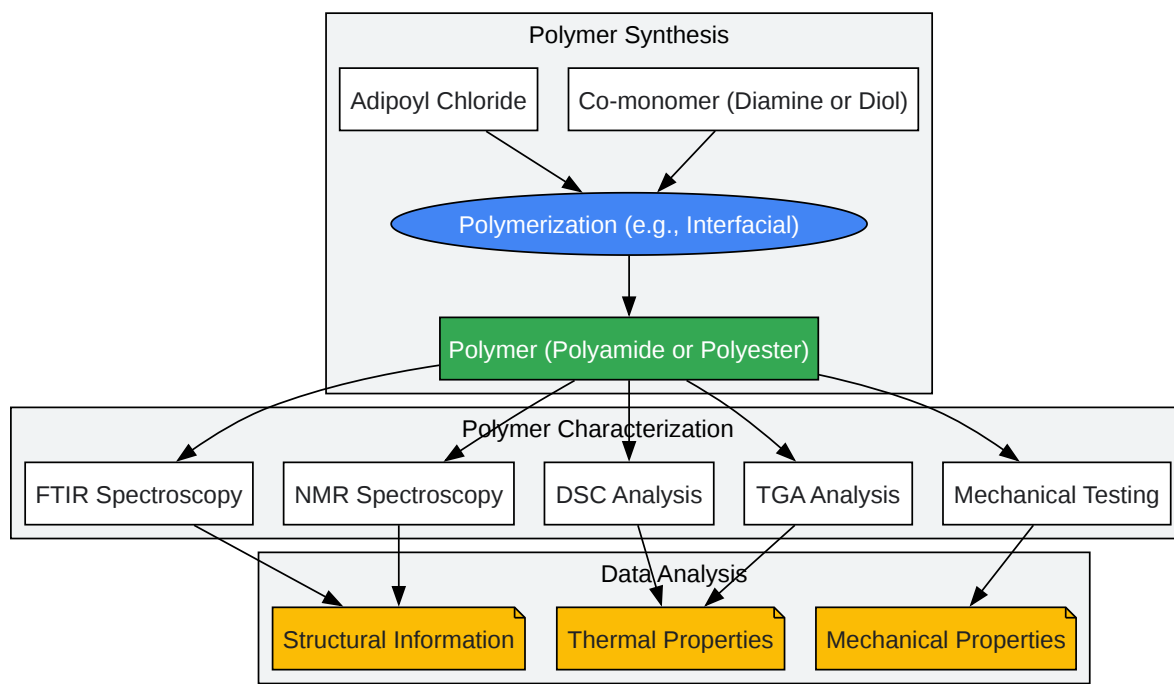 Polymer Synthesis
Adipoyl Chloride
Co-monomer (Diamine or Diol)
Polymerization (e.g., Interfacial)
Polymer (Polyamide or Polyester)
Polymer Characterization
FTIR Spectroscopy
NMR Spectroscopy
DSC Analysis
TGA Analysis
Mechanical Testing
Data Analysis
Structural Information
Thermal Properties
Mechanical Properties